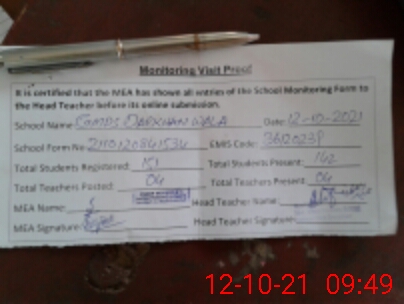 Monitoring Visit Proof
It is certified that the MEA has shown all entries of the School Monitoring Form to
the Head Teacher before its online submission.
School Name: Date: 12-10-2021
School Form No EMIS Code:
Total Students Registered: 151 Total Students Present: 142
Total Teachers Posted: 04 Total Teachers Present: 04
MEA Name: Head Teacher Name:
MEA Signature: Head Teacher Signature:
12-10-21 09:49